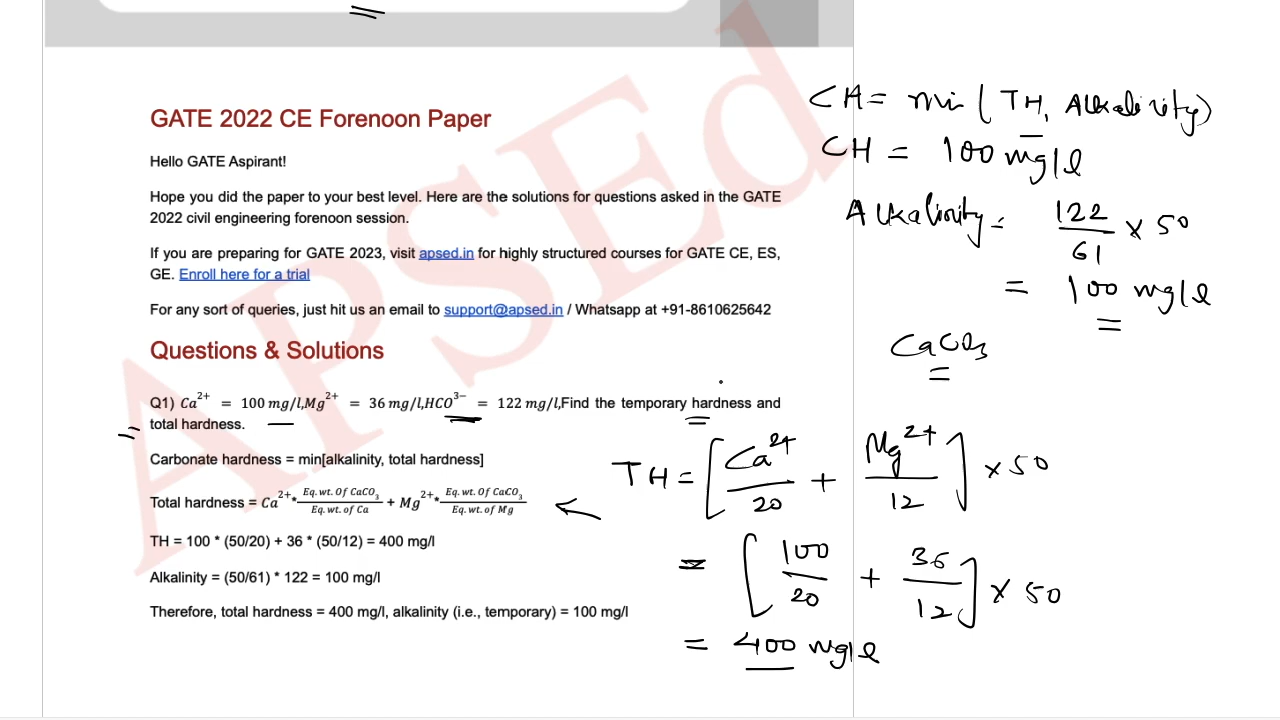 GATE 2022 CE Forenoon Paper
Hello GATE Aspirant!
Hope you did the paper to your best level. Here are the solutions for questions asked in the GATE
2022 civil engineering forenoon session.
If you are preparing for GATE 2023, visit apsed.in for highly structured courses for GATE CE, ES,
GE. Enroll here for a trial
For any sort of queries, just hit us an email to support@apsed.in / Whatsapp at +91-8610625642
Questions & Solutions
Q1) Ca²⁺ = 100 mg/l,Mg²⁺ = 36 mg/l,HCO³⁻ = 122 mg/l,Find the temporary hardness and
total hardness.
Carbonate hardness = min[alkalinity, total hardness]
Total hardness = Ca²⁺* Eq. wt. Of CaCO₃ / Eq. wt. of Ca + Mg²⁺* Eq. wt. Of CaCO₃ / Eq. wt. of Mg
TH = 100 * (50/20) + 36 * (50/12) = 400 mg/l
Alkalinity = (50/61) * 122 = 100 mg/l
Therefore, total hardness = 400 mg/l, alkalinity (i.e., temporary) = 100 mg/l
CH = min ( TH, Alkalinity)
CH = 100 mg/l
Alkalinity = 122/61 × 50
= 100 mg/l
CaCO₃
TH = [Ca²⁺/20 + Mg²⁺/12] × 50
= [100/20 + 36/12] × 50
= 400 mg/l
APSEd